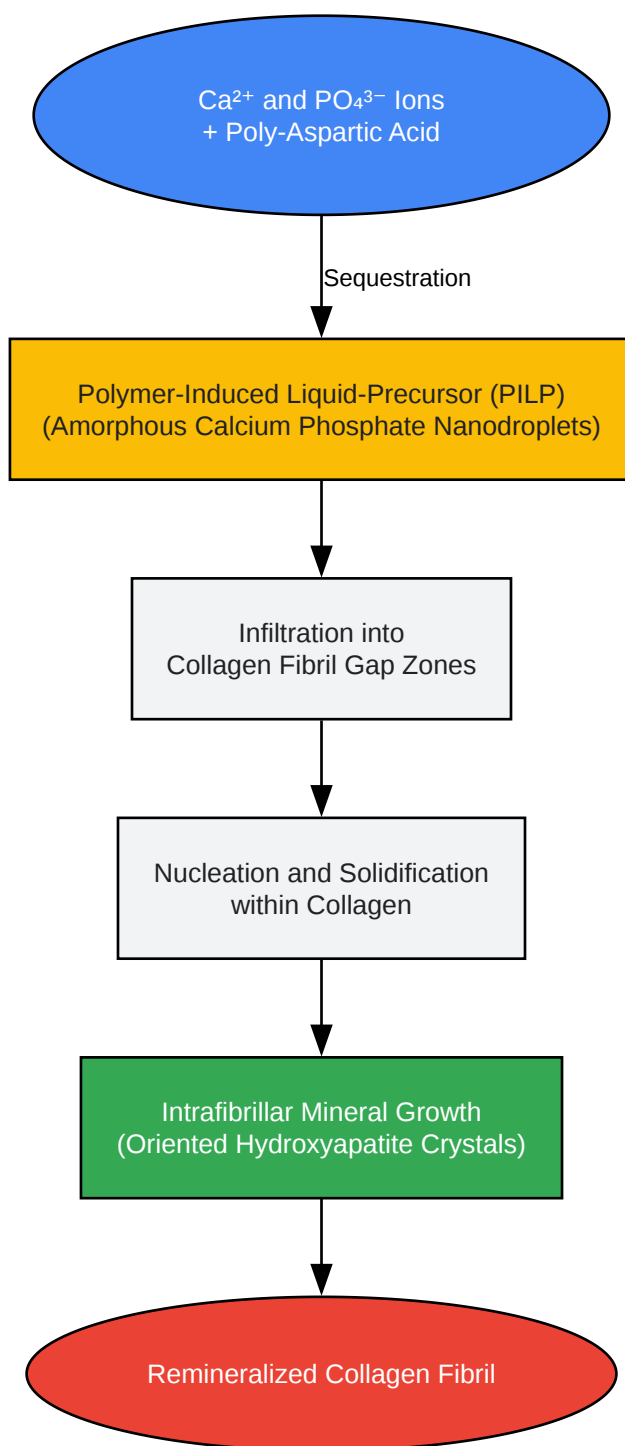 Ca²⁺ and PO₄³⁻ Ions
+ Poly-Aspartic Acid
Sequestration
Polymer-Induced Liquid-Precursor (PILP)
(Amorphous Calcium Phosphate Nanodroplets)
Infiltration into
Collagen Fibril Gap Zones
Nucleation and Solidification
within Collagen
Intrafibrillar Mineral Growth
(Oriented Hydroxyapatite Crystals)
Remineralized Collagen Fibril